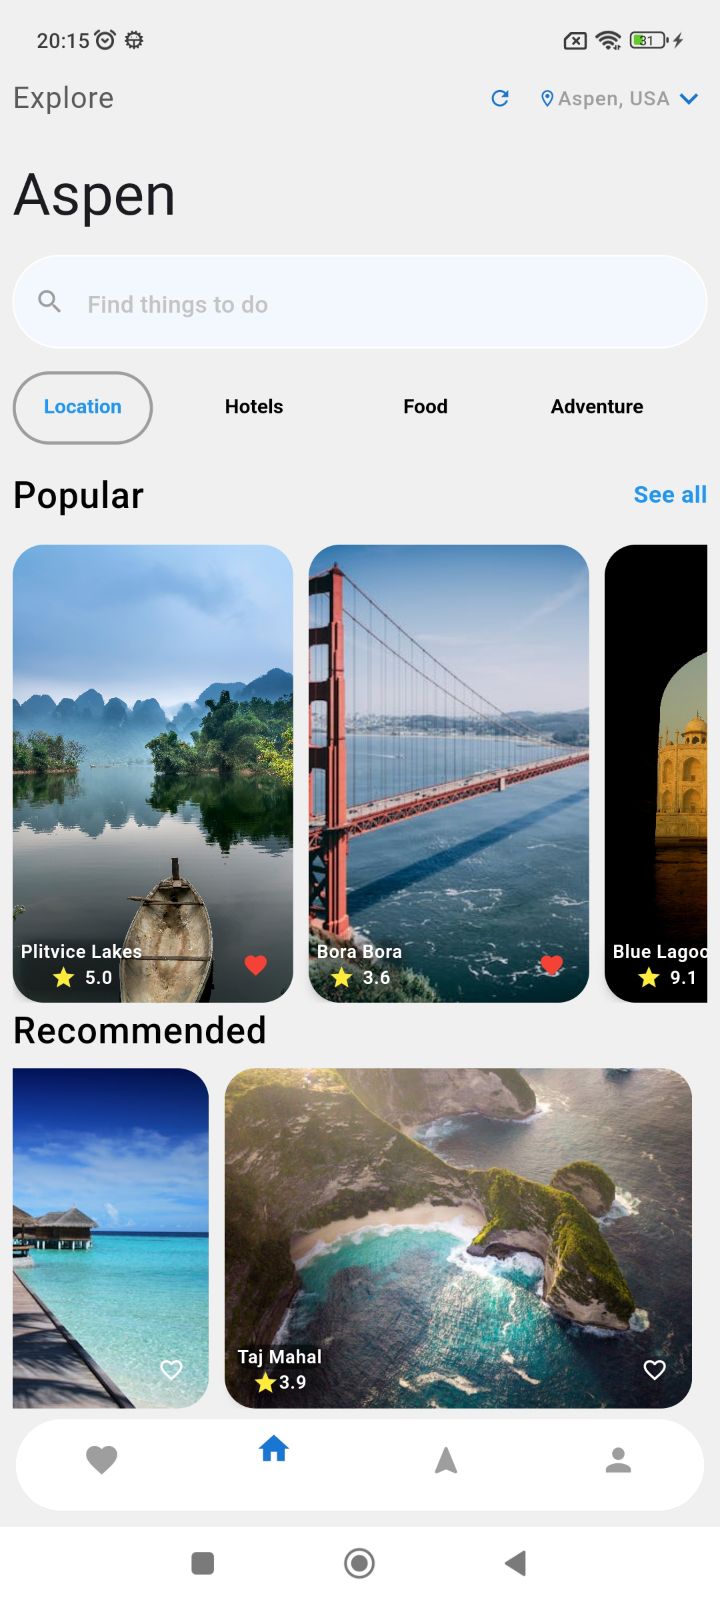 20:15
31
Explore
Aspen, USA
Aspen
Find things to do
Location
Hotels
Food
Adventure
Popular
See all
Plitvice Lakes
5.0
Bora Bora
3.6
Blue Lagoo
9.1
Recommended
Taj Mahal
3.9